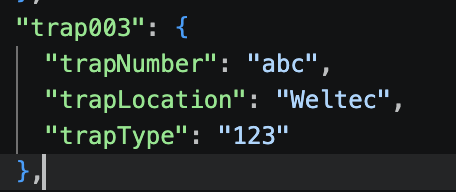 "trap003": {
"trapNumber": "abc",
"trapLocation": "Weltec",
"trapType": "123"
},